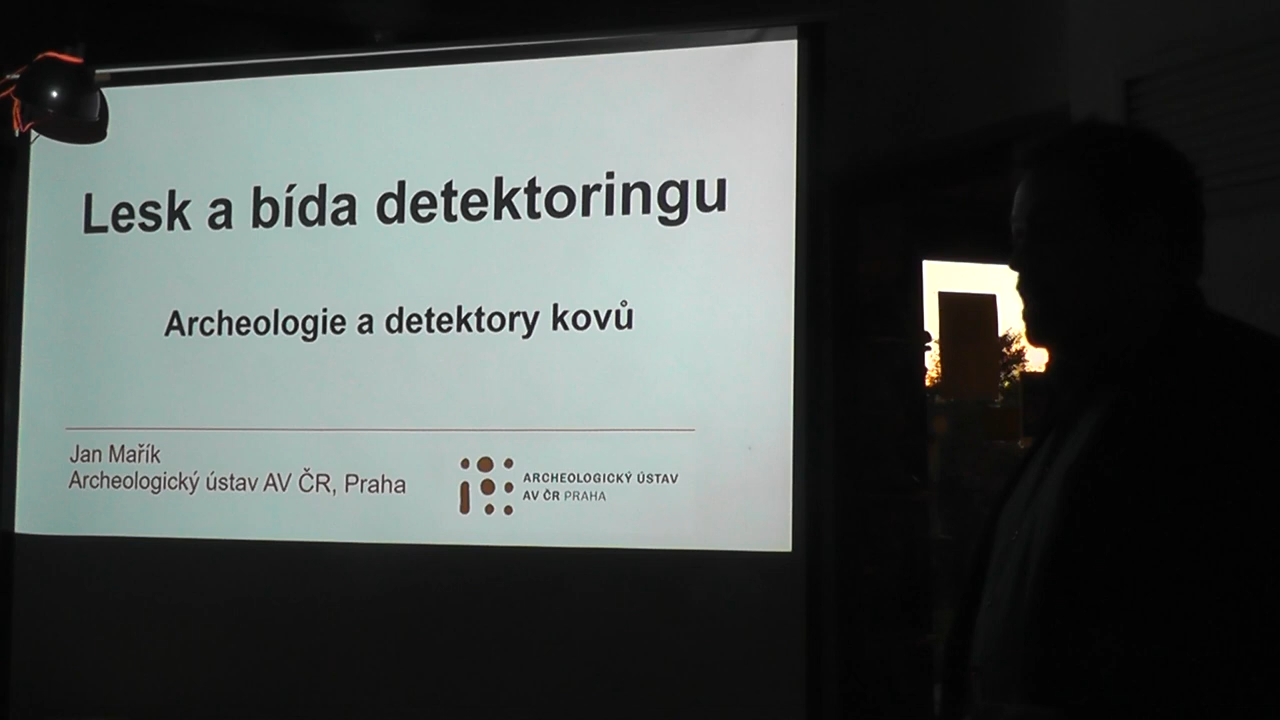 Lesk a bída detektoringu
Archeologie a detektory kovů
Jan Mařík
Archeologický ústav AV ČR, Praha
ARCHEOLOGICKÝ ÚSTAV
AV ČR PRAHA